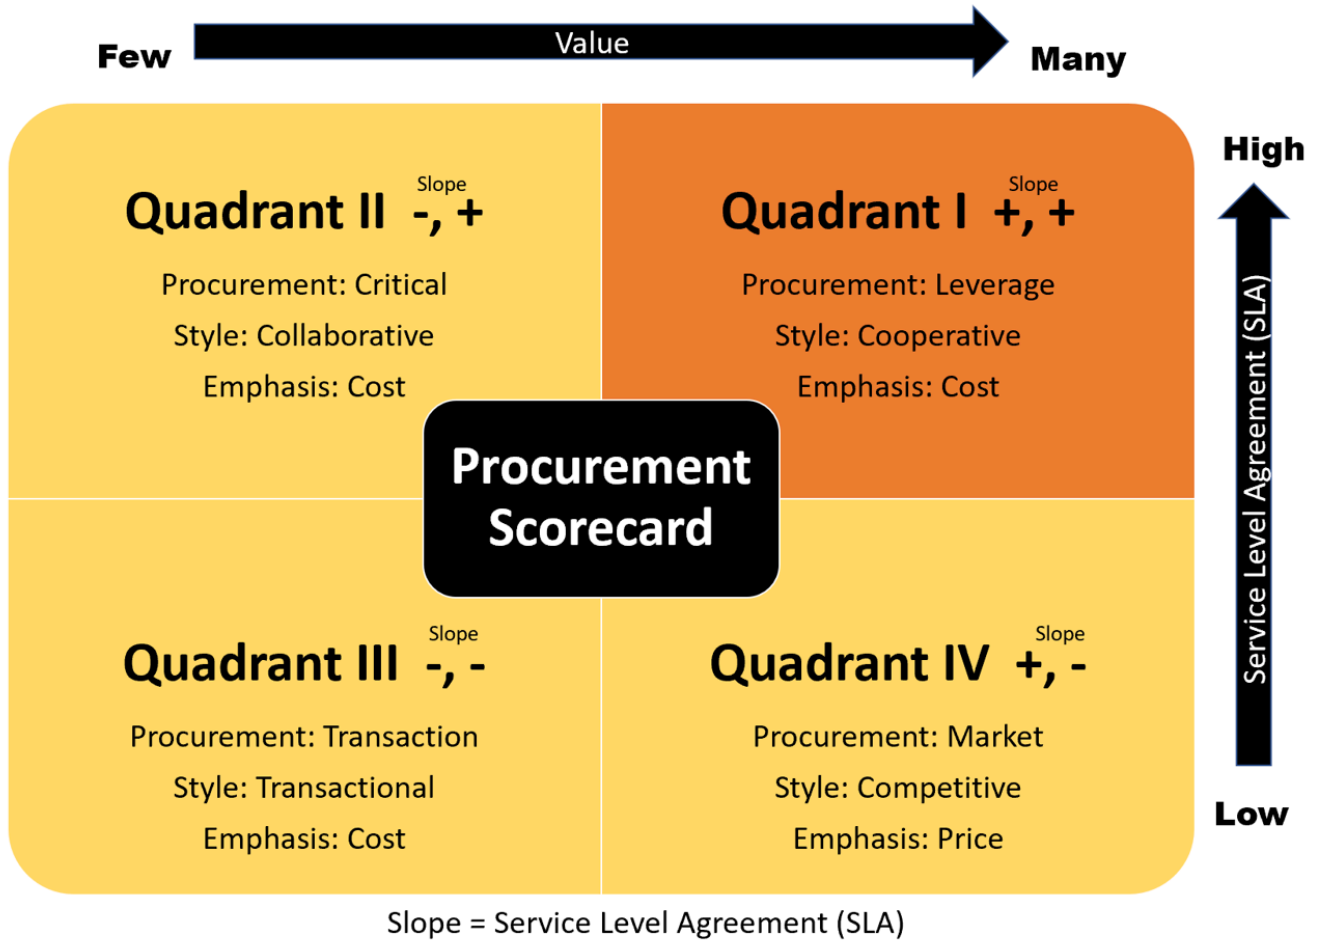 Few
Value
Many
High
Service Level Agreement (SLA)
Low
Slope
Quadrant II -, +
Procurement: Critical
Style: Collaborative
Emphasis: Cost
Slope
Quadrant I +, +
Procurement: Leverage
Style: Cooperative
Emphasis: Cost
Procurement
Scorecard
Slope
Quadrant III -, -
Procurement: Transaction
Style: Transactional
Emphasis: Cost
Slope
Quadrant IV +, -
Procurement: Market
Style: Competitive
Emphasis: Price
Slope = Service Level Agreement (SLA)